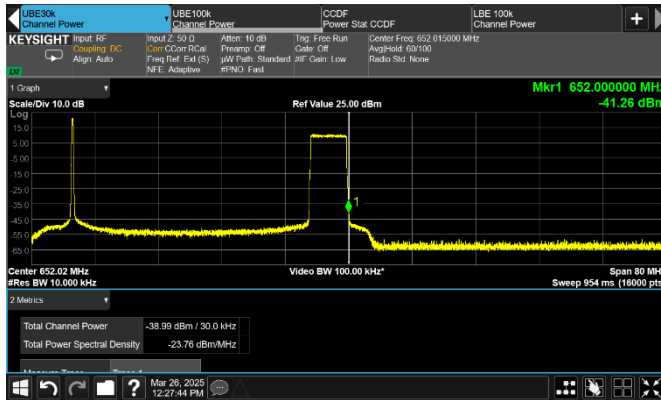 UBE30k
Channel Power
UBE100k
Channel Power
CCDF
Power Stat CCDF
LBE 100k
Channel Power
KEYSIGHT
LXI
Input: RF
Coupling: DC
Align: Auto
Input Z: 50 Ω
Corr CCorr RCal
Freq Ref: Ext (S)
NFE: Adaptive
Atten: 10 dB
Preamp: Off
µW Path: Standard
#PNO: Fast
Trig: Free Run
Gate: Off
#IF Gain: Low
Center Freq: 652.015000 MHz
Avg|Hold: 60/100
Radio Std: None
1 Graph
Mkr1 652.000000 MHz
Scale/Div 10.0 dB
Ref Value 25.00 dBm
-41.26 dBm
Log
15.0
5.00
-5.00
-15.0
-25.0
-35.0
-45.0
-55.0
-65.0
1
Center 652.02 MHz
Video BW 100.00 kHz*
Span 80 MH
#Res BW 10.000 kHz
Sweep 954 ms (16000 pts
2 Metrics
Total Channel Power
-38.99 dBm / 30.0 kHz
Total Power Spectral Density
-23.76 dBm/MHz
?
Mar 26, 2025
12:27:44 PM